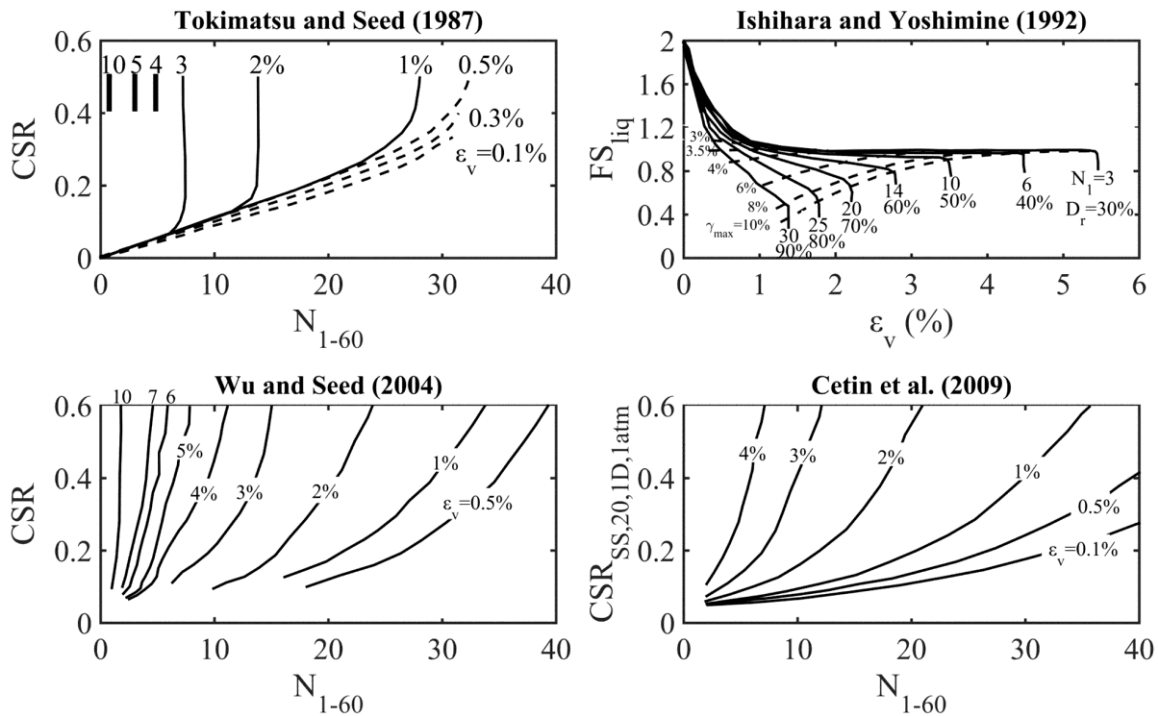 Tokimatsu and Seed (1987)
0.6
0.4
0.2
0
CSR
10 5 4 3 2% 1% 0.5%
0.3%
εv=0.1%
0 10 20 30 40
N1-60
Ishihara and Yoshimine (1992)
2
1.6
1.2
0.8
0.4
0
FSliq
3%
3.5%
4%
6%
8%
γmax=10%
30
90%
25
80%
20
70%
14
60%
10
50%
6
40%
N1=3
Dr=30%
0 1 2 3 4 5 6
εv (%)
Wu and Seed (2004)
0.6
0.4
0.2
0
CSR
10 7 6
5%
4%
3%
2%
1%
εv=0.5%
0 10 20 30 40
N1-60
Cetin et al. (2009)
0.6
0.4
0.2
0
CSRSS,20,1D,1atm
4%
3%
2%
1%
0.5%
εv=0.1%
0 10 20 30 40
N1-60